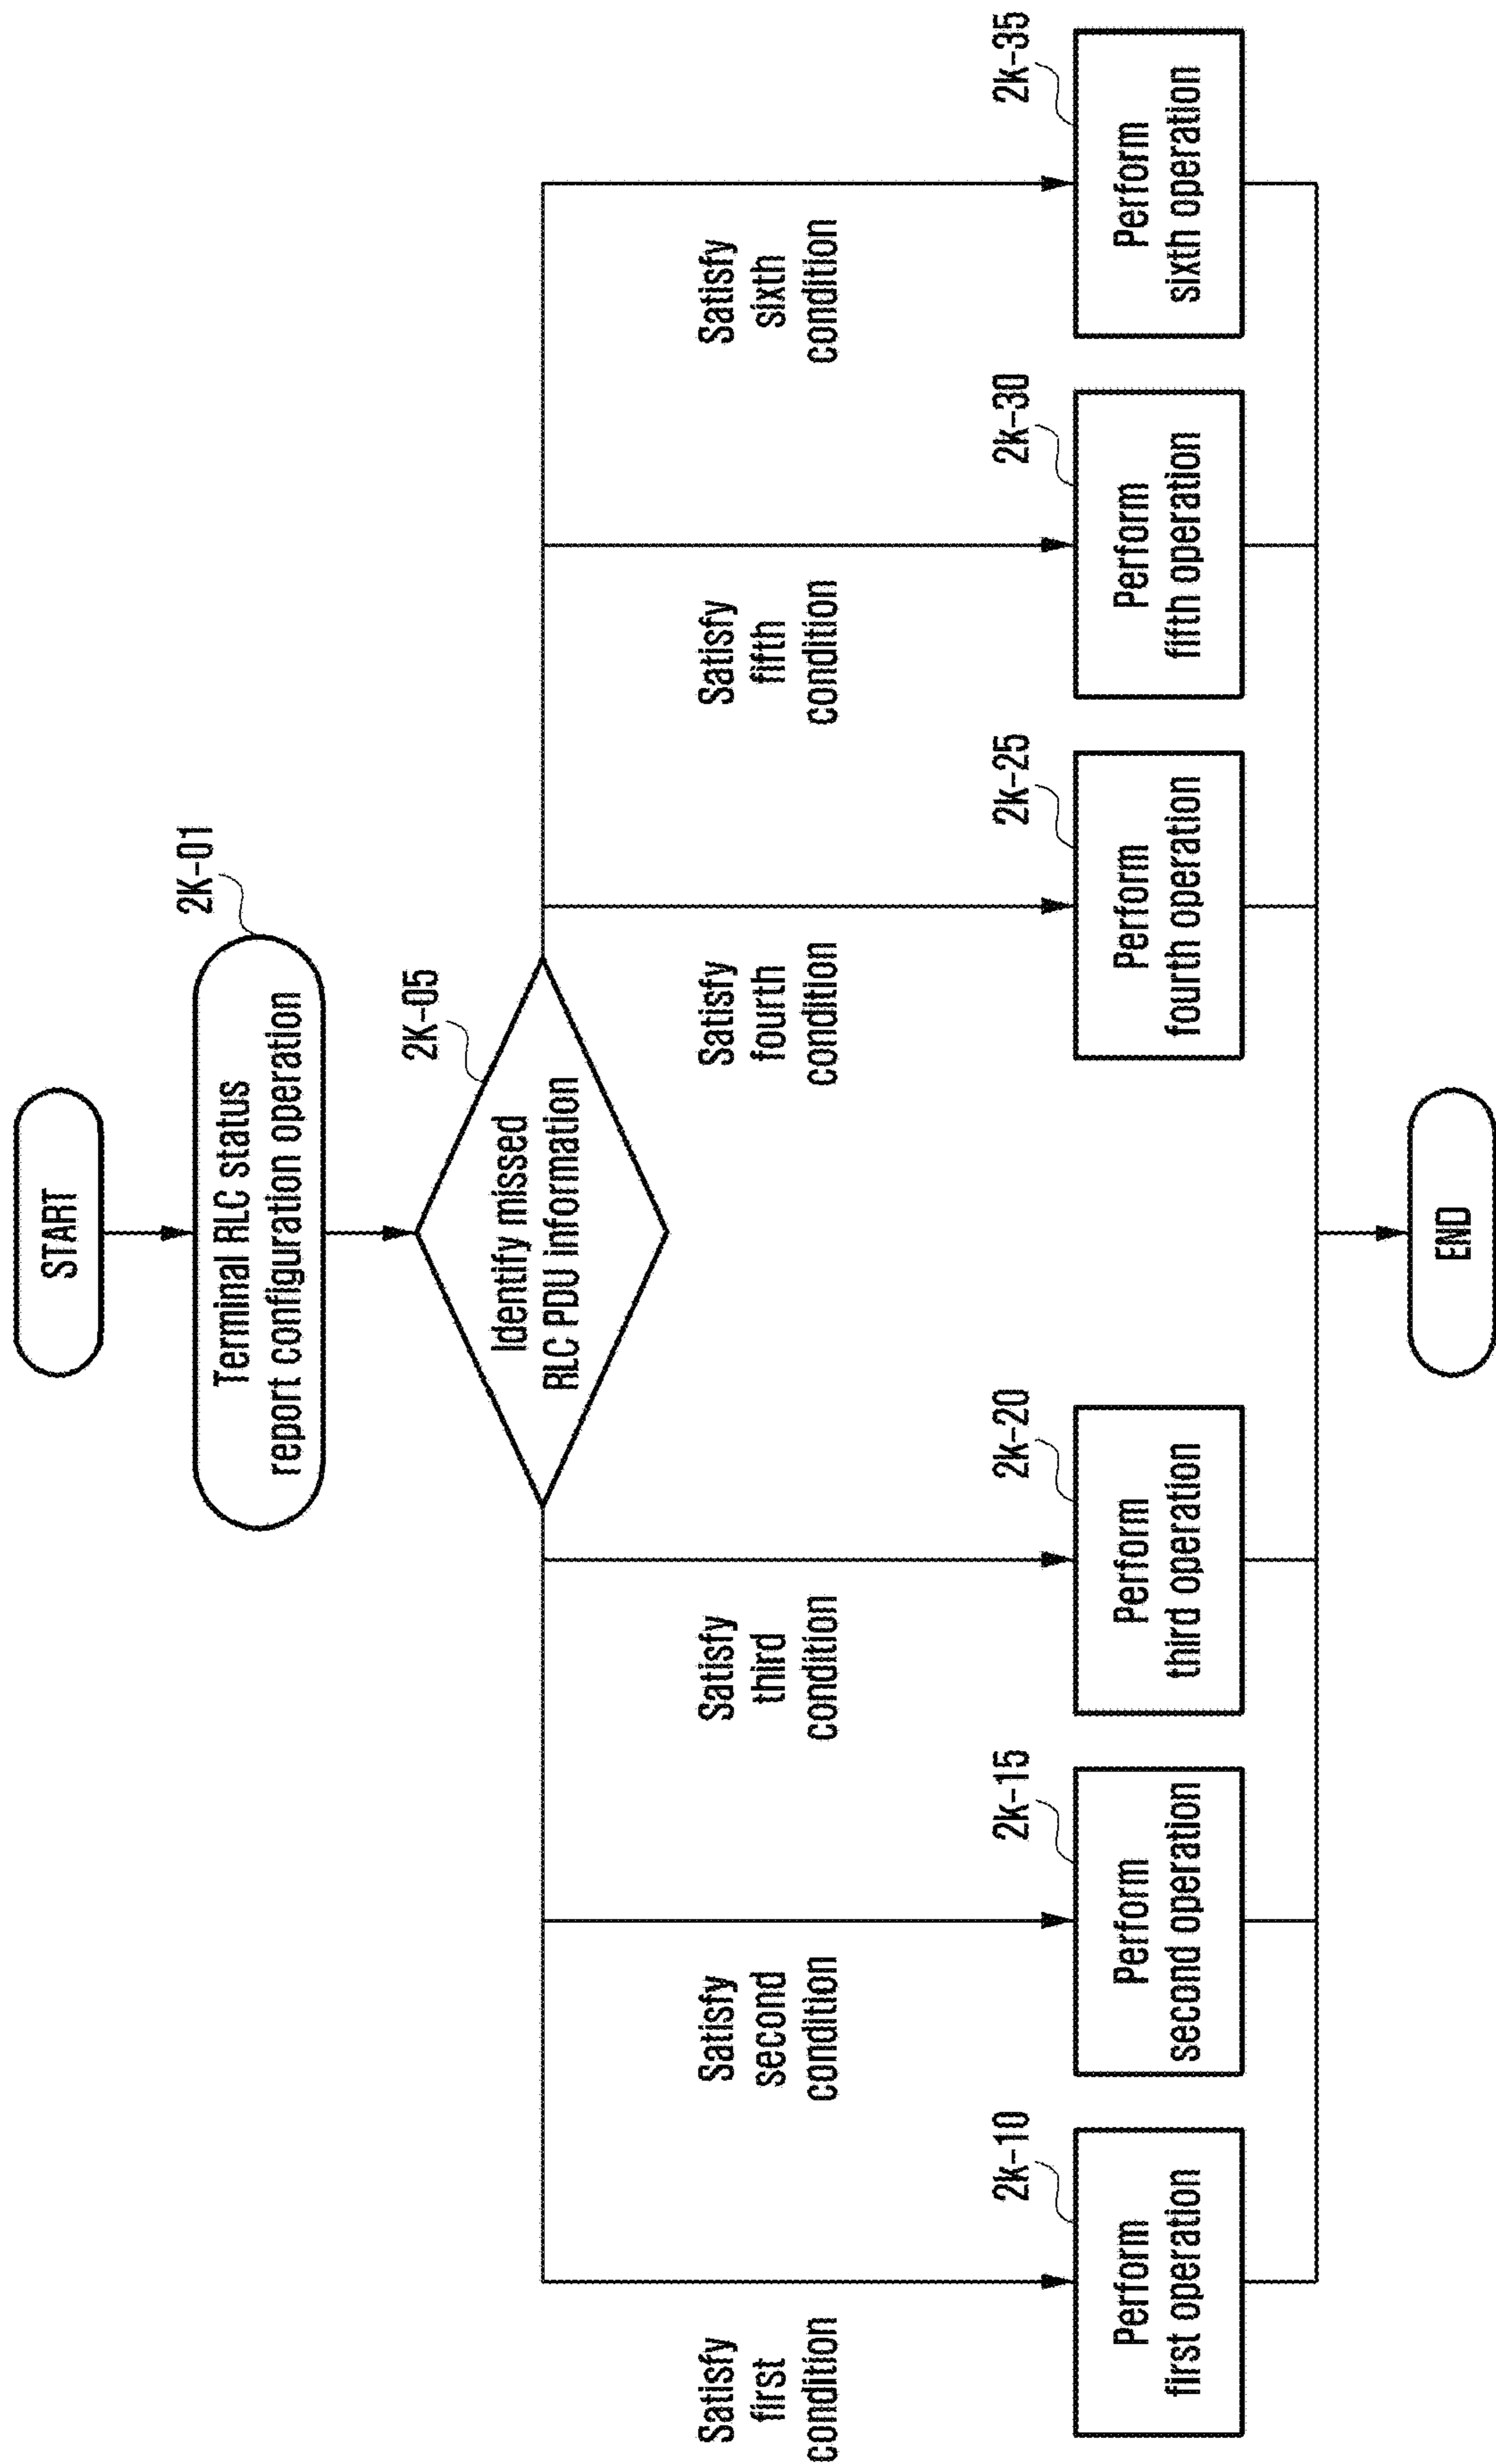 START
2K-01
Terminal RLC status
report configuration operation
2K-05
Identify missed
RLC PDU information
Satisfy
first
condition
Satisfy
second
condition
Satisfy
third
condition
Satisfy
fourth
condition
Satisfy
fifth
condition
Satisfy
sixth
condition
2k-10
Perform
first operation
2k-15
Perform
second operation
2k-20
Perform
third operation
2k-25
Perform
fourth operation
2k-30
Perform
fifth operation
2k-35
Perform
sixth operation
END